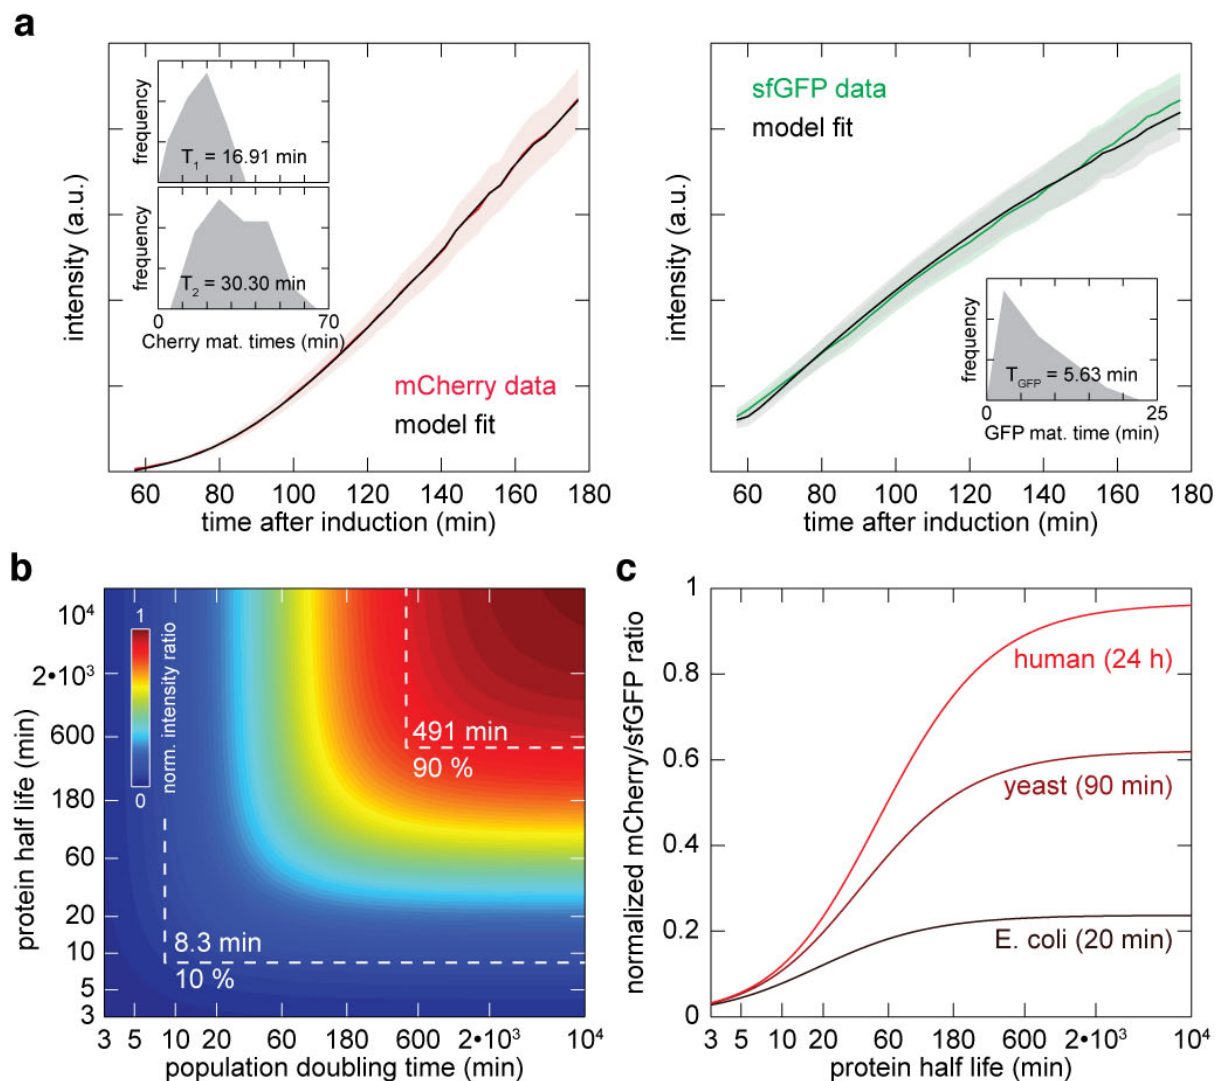 a
frequency
T1 = 16.91 min
frequency
T2 = 30.30 min
0 70
Cherry mat. times (min)
intensity (a.u.)
mCherry data
model fit
60 80 100 120 140 160 180
time after induction (min)
sfGFP data
model fit
intensity (a.u.)
frequency
TGFP = 5.63 min
0 25
GFP mat. time (min)
60 80 100 120 140 160 180
time after induction (min)
b
protein half life (min)
10⁴
2•10³
600
180
60
20
10
5
3
1
0
norm. intensity ratio
491 min
90 %
8.3 min
10 %
3 5 10 20 60 180 600 2•10³ 10⁴
population doubling time (min)
c
normalized mCherry/sfGFP ratio
1
0.8
0.6
0.4
0.2
0
human (24 h)
yeast (90 min)
E. coli (20 min)
3 5 10 20 60 180 600 2•10³ 10⁴
protein half life (min)